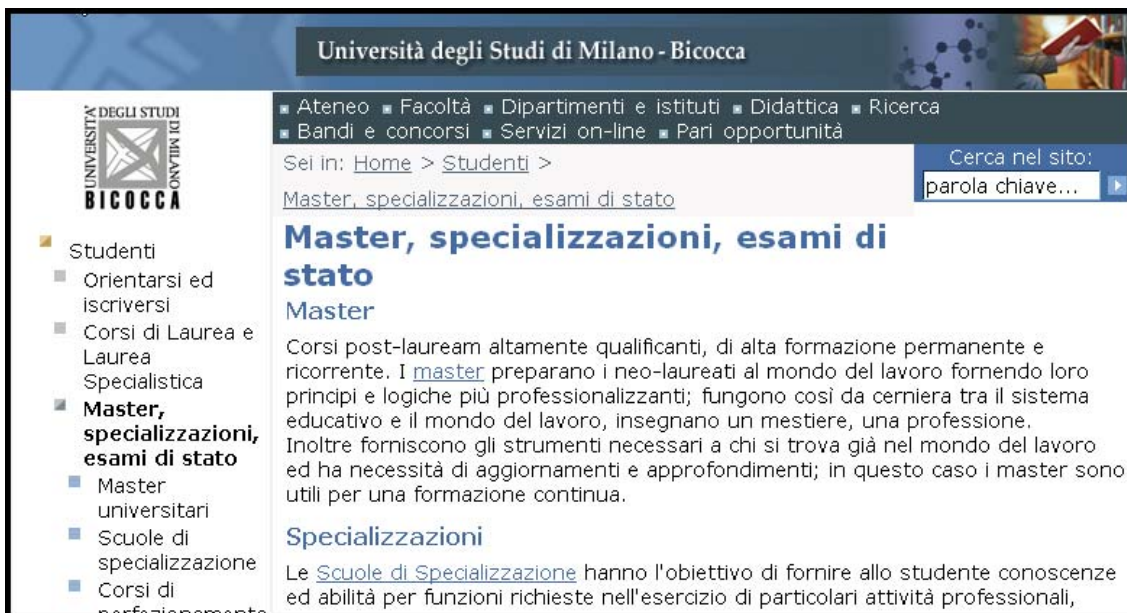 Università degli Studi di Milano - Bicocca
UNIVERSITÀ DEGLI STUDI DI MILANO
BICOCCA
Ateneo Facoltà Dipartimenti e istituti Didattica Ricerca
Bandi e concorsi Servizi on-line Pari opportunità
Sei in: Home > Studenti >
Master, specializzazioni, esami di stato
Cerca nel sito:
parola chiave...
Studenti
Orientarsi ed
iscriversi
Corsi di Laurea e
Laurea
Specialistica
Master,
specializzazioni,
esami di stato
Master
universitari
Scuole di
specializzazione
Corsi di
perfezionamento
Master, specializzazioni, esami di
stato
Master
Corsi post-lauream altamente qualificanti, di alta formazione permanente e
ricorrente. I master preparano i neo-laureati al mondo del lavoro fornendo loro
principi e logiche più professionalizzanti; fungono così da cerniera tra il sistema
educativo e il mondo del lavoro, insegnano un mestiere, una professione.
Inoltre forniscono gli strumenti necessari a chi si trova già nel mondo del lavoro
ed ha necessità di aggiornamenti e approfondimenti; in questo caso i master sono
utili per una formazione continua.
Specializzazioni
Le Scuole di Specializzazione hanno l'obiettivo di fornire allo studente conoscenze
ed abilità per funzioni richieste nell'esercizio di particolari attività professionali,